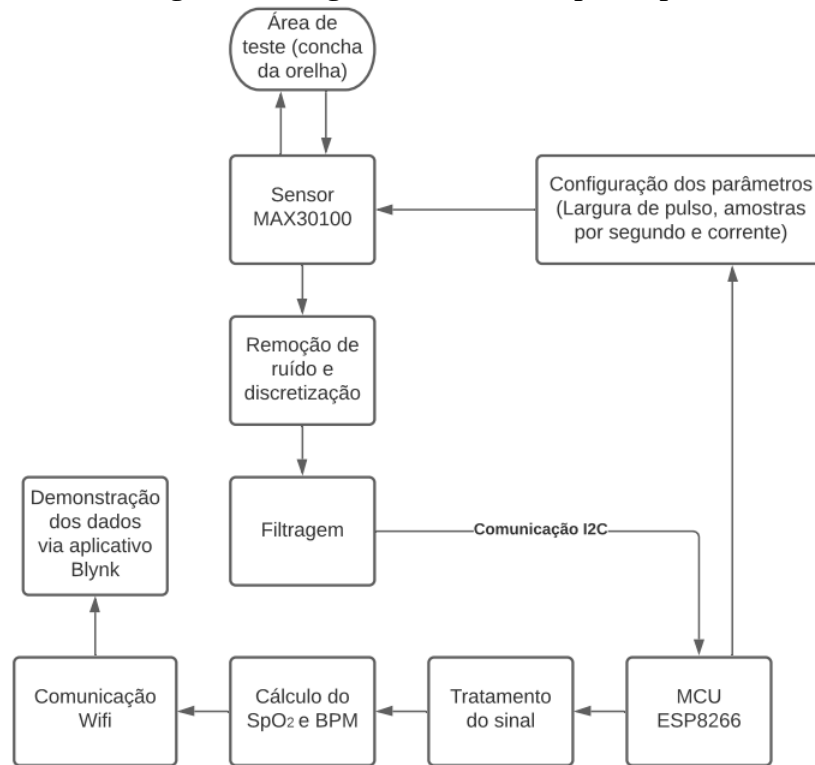 Área de
teste (concha
da orelha)
Sensor
MAX30100
Configuração dos parâmetros
(Largura de pulso, amostras
por segundo e corrente)
Remoção de
ruído e
discretização
Demonstração
dos dados
via aplicativo
Blynk
Filtragem
Comunicação I2C
Comunicação
Wifi
Cálculo do
SpO2 e BPM
Tratamento
do sinal
MCU
ESP8266